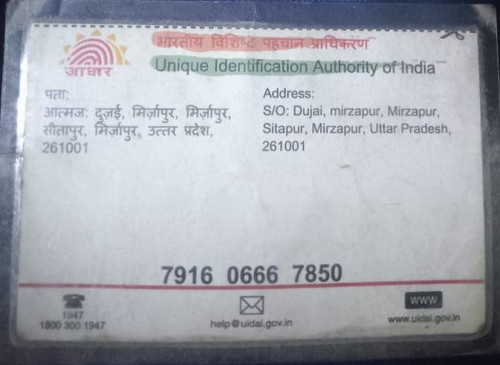 भारतीय विशिष्ट पहचान प्राधिकरण
आधार
Unique Identification Authority of India
पता:
आत्मज: दुजई, मिर्ज़ापुर, मिर्ज़ापुर,
सीतापुर, मिर्ज़ापुर, उत्तर प्रदेश,
261001
Address:
S/O: Dujai, mirzapur, Mirzapur,
Sitapur, Mirzapur, Uttar Pradesh,
261001
7916 0666 7850
1947
1800 300 1947
help@uidai.gov.in
www
www.uidai.gov.in